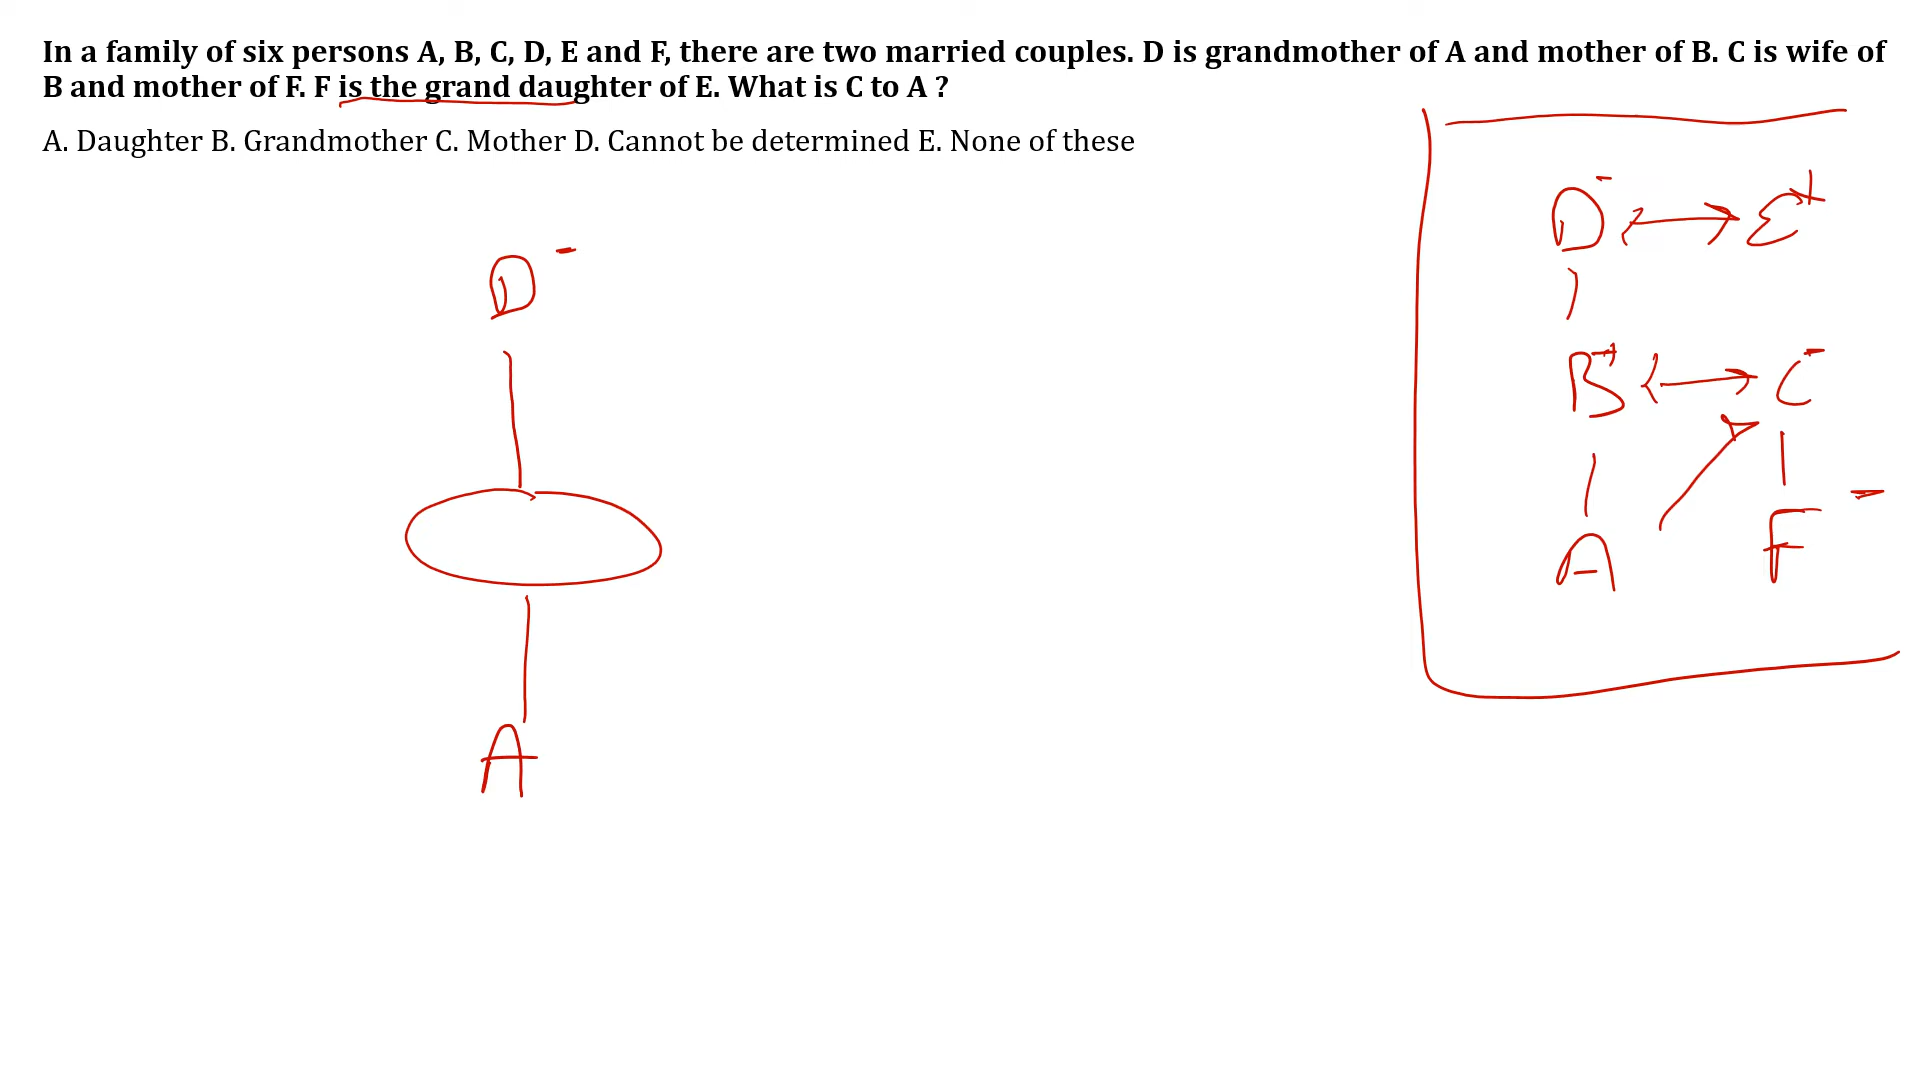 In a family of six persons A, B, C, D, E and F, there are two married couples. D is grandmother of A and mother of B. C is wife of
B and mother of F. F is the grand daughter of E. What is C to A ?
A. Daughter B. Grandmother C. Mother D. Cannot be determined E. None of these
D -
A
D - E +
B + C -
A F -